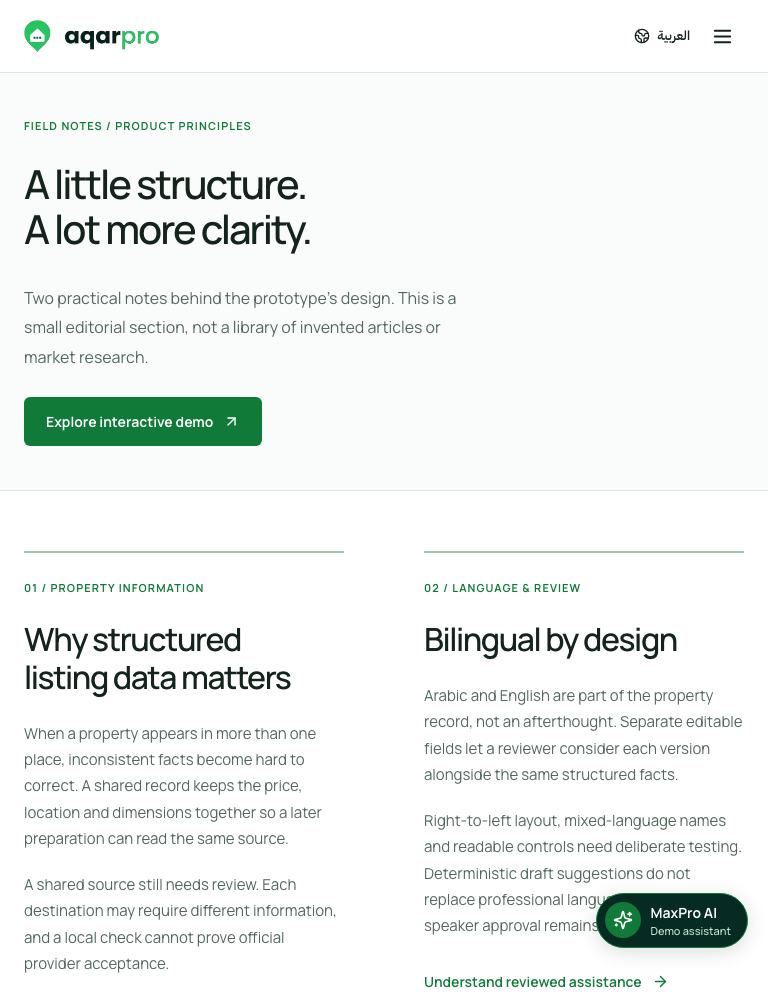 aqarpro
العربية
FIELD NOTES / PRODUCT PRINCIPLES
A little structure.
A lot more clarity.
Two practical notes behind the prototype's design. This is a
small editorial section, not a library of invented articles or
market research.
Explore interactive demo
01 / PROPERTY INFORMATION
Why structured
listing data matters
When a property appears in more than one
place, inconsistent facts become hard to
correct. A shared record keeps the price,
location and dimensions together so a later
preparation can read the same source.
A shared source still needs review. Each
destination may require different information,
and a local check cannot prove official
provider acceptance.
02 / LANGUAGE & REVIEW
Bilingual by design
Arabic and English are part of the property
record, not an afterthought. Separate editable
fields let a reviewer consider each version
alongside the same structured facts.
Right-to-left layout, mixed-language names
and readable controls need deliberate testing.
Deterministic draft suggestions do not
replace professional
speaker approval remains
Understand reviewed assistance
MaxPro AI
Demo assistant